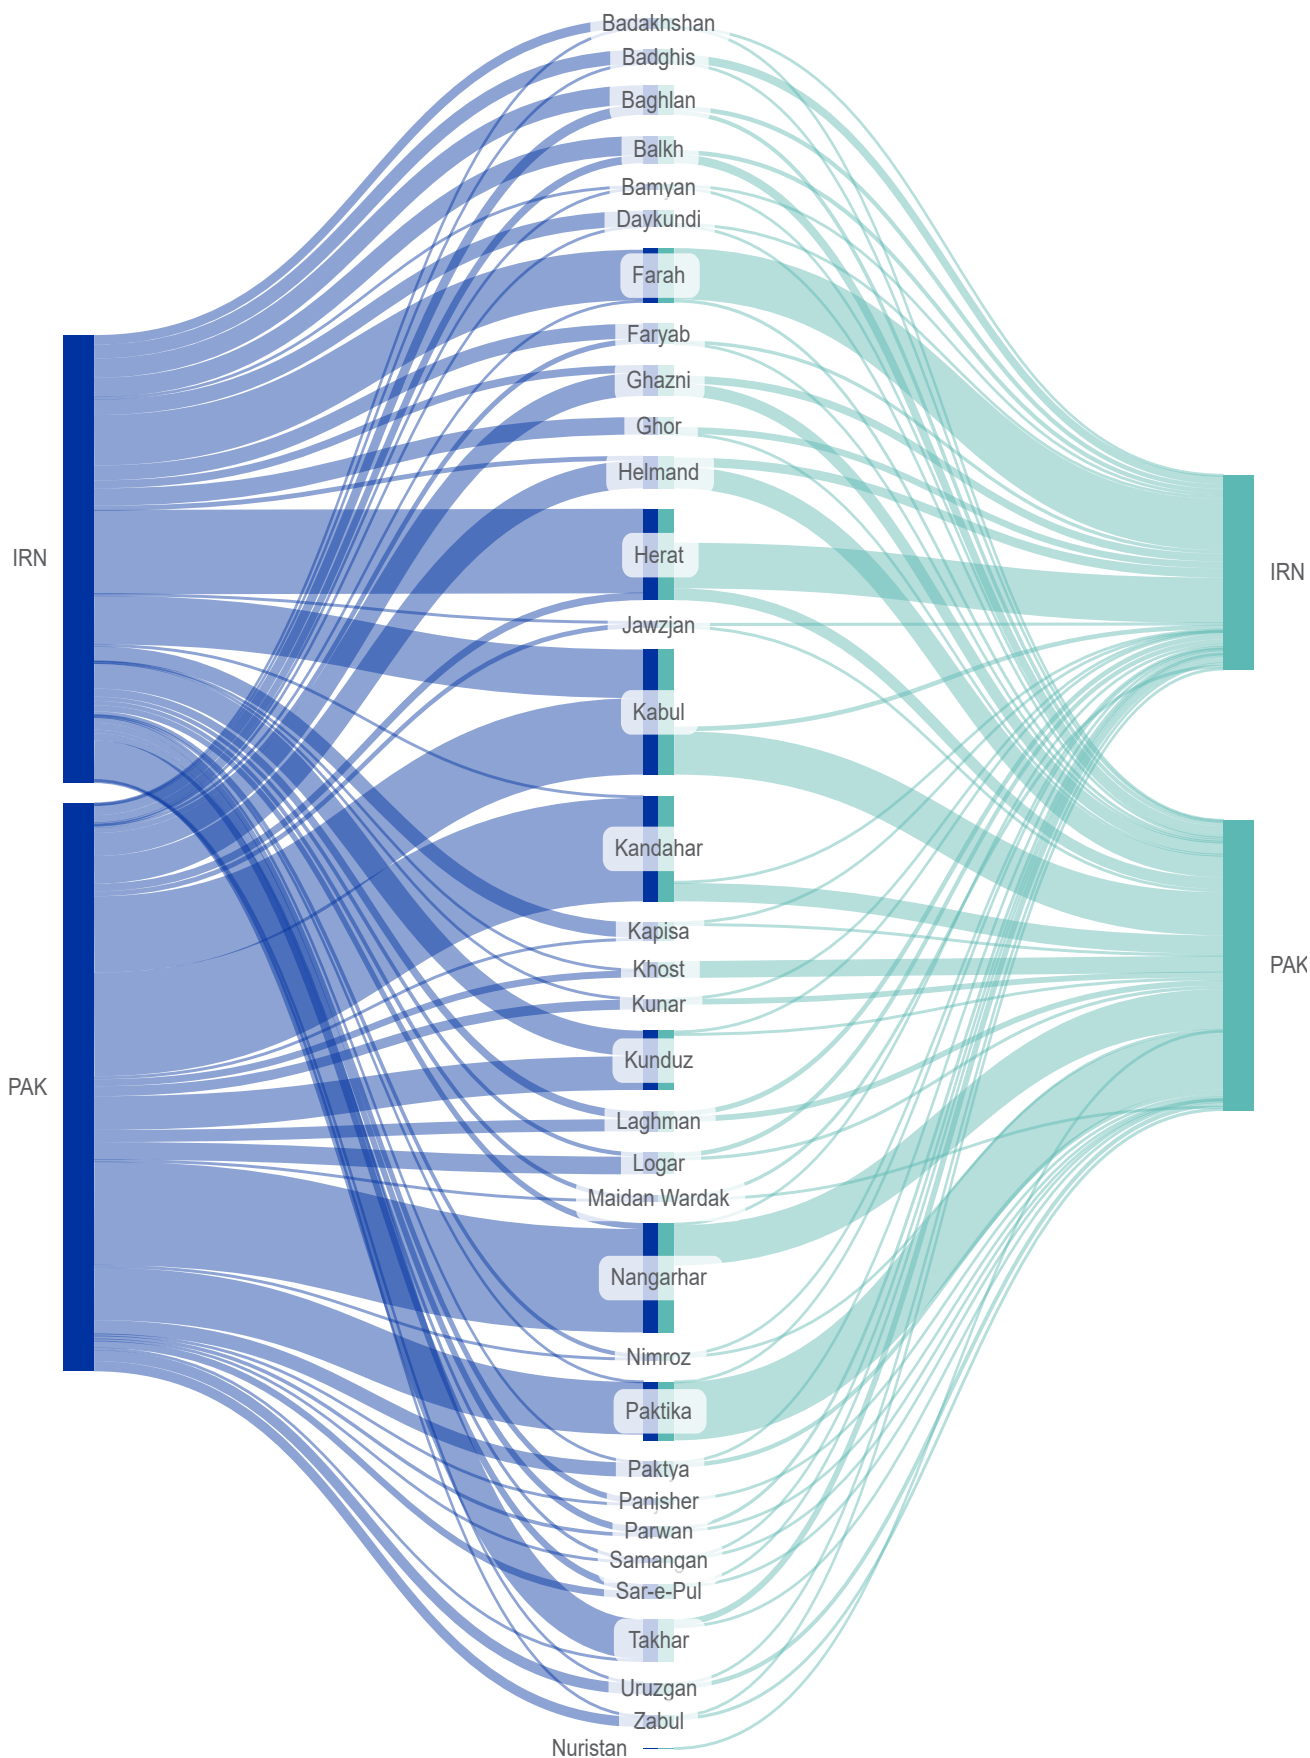 Badakhshan
Badghis
Baghlan
Balkh
Bamyan
Daykundi
Farah
Faryab
Ghazni
Ghor
Helmand
Herat
IRN
IRN
Jawzjan
Kabul
Kandahar
Kapisa
Khost
PAK
Kunar
Kunduz
PAK
Laghman
Logar
Maidan Wardak
Nangarhar
Nimroz
Paktika
Paktya
Panjsher
Parwan
Samangan
Sar-e-Pul
Takhar
Uruzgan
Zabul
Nuristan